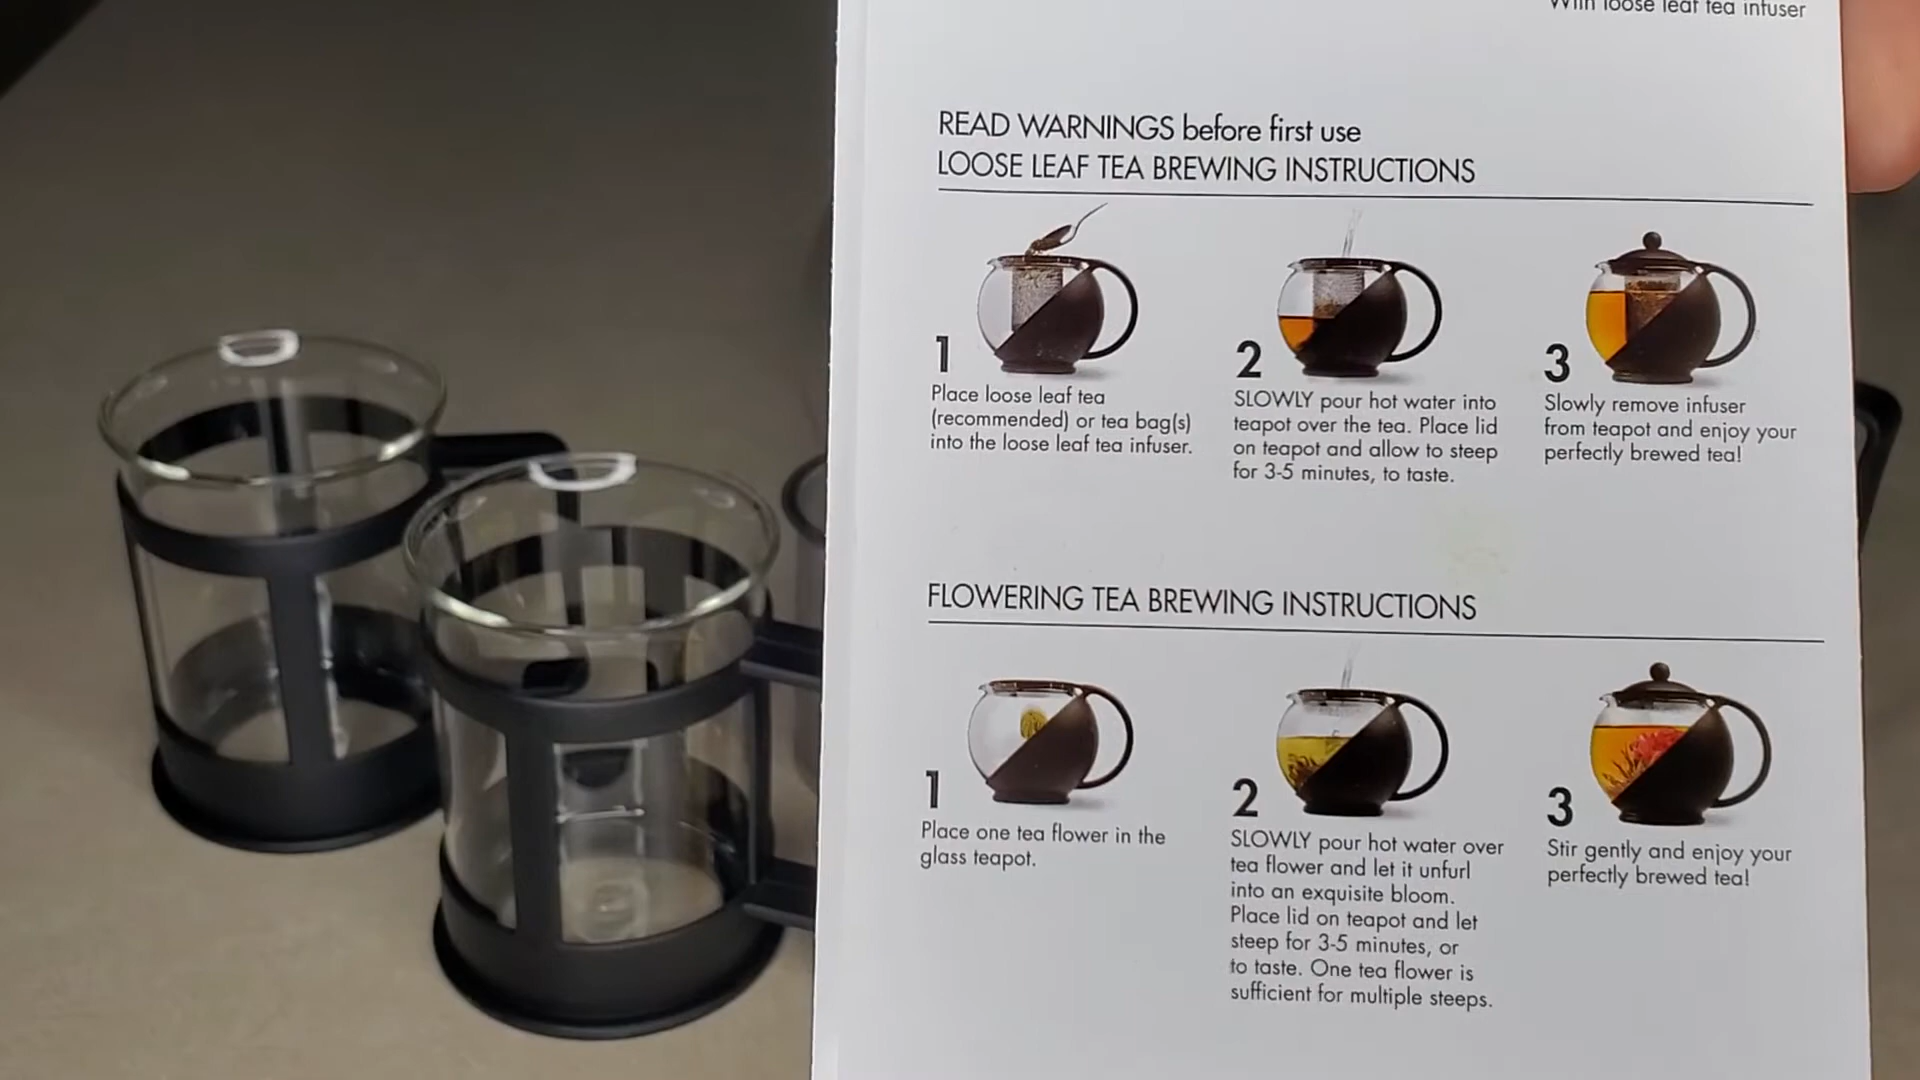 With loose leaf tea infuser
READ WARNINGS before first use
LOOSE LEAF TEA BREWING INSTRUCTIONS
1
Place loose leaf tea
(recommended) or tea bag(s)
into the loose leaf tea infuser.
2
SLOWLY pour hot water into
teapot over the tea. Place lid
on teapot and allow to steep
for 3-5 minutes, to taste.
3
Slowly remove infuser
from teapot and enjoy your
perfectly brewed tea!
FLOWERING TEA BREWING INSTRUCTIONS
1
Place one tea flower in the
glass teapot.
2
SLOWLY pour hot water over
tea flower and let it unfurl
into an exquisite bloom.
Place lid on teapot and let
steep for 3-5 minutes, or
to taste. One tea flower is
sufficient for multiple steeps.
3
Stir gently and enjoy your
perfectly brewed tea!